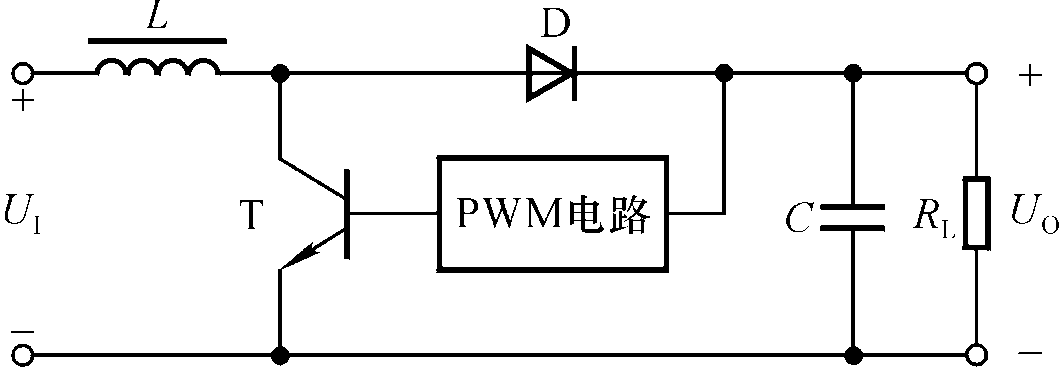 L
D
+
+
U_I
T
PWM电路
C
R_L
U_O
−
−